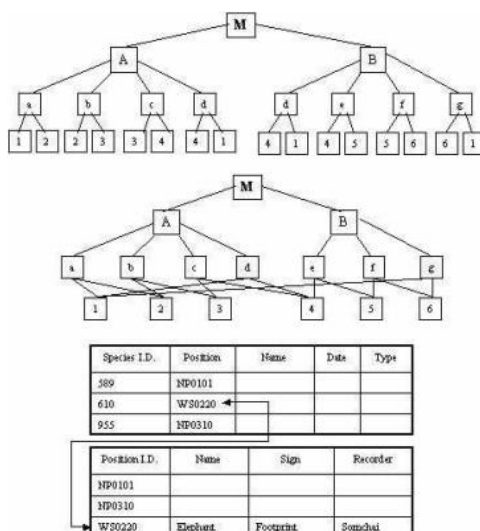 M
A B
a b c d d e f g
1 2 2 3 3 4 4 1 4 1 4 5 5 6 6 1
M
A B
a b c d e f g
1 2 3 4 5 6
Species I.D. Position Name Date Type
589 NP0101
610 WS0220
955 NP0310
Position I.D. Name Sign Recorder
NP0101
NP0310
WS0220 Elephant Footprint Somchai